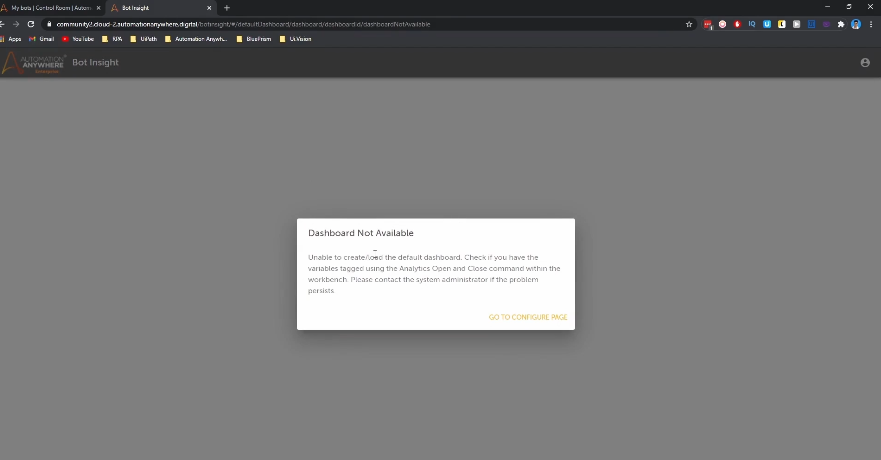 My bots | Control Room | Autom
Bot Insight
community2.cloud-2.automationanywhere.digital/botinsight/#/defaultDashboard/dashboard/dashboardId/dashboardNotAvailable
Apps
Gmail
YouTube
RPA
UiPath
Automation Anywh...
BluePrism
Ui.Vision
AUTOMATION
ANYWHERE
Bot Insight
Dashboard Not Available
Unable to create/load the default dashboard. Check if you have the
variables tagged using the Analytics Open and Close command within the
workbench. Please contact the system administrator if the problem
persists.
GO TO CONFIGURE PAGE